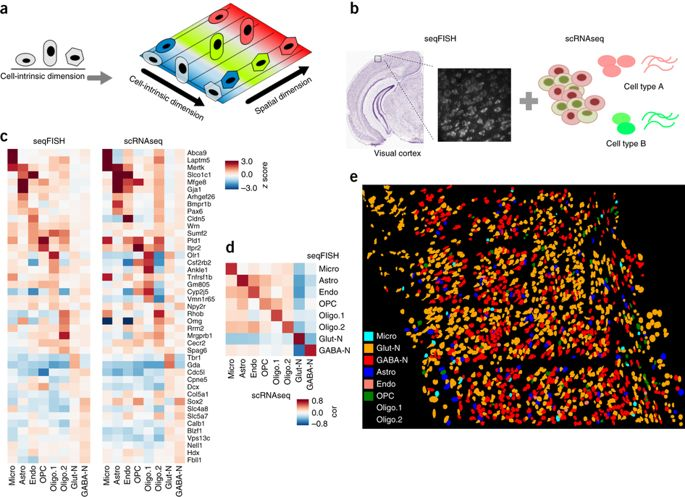 a
Cell-intrinsic dimension
Cell-intrinsic dimension
Spatial dimension
b
seqFISH
scRNAseq
Visual cortex
Cell type A
Cell type B
c
seqFISH
scRNAseq
Abca9
Laptm5
Mertk
Slco1c1
Mfge8
Gja1
Arhgef26
Bmpr1b
Pax6
Cldn5
Wrn
Sumf2
Pld1
Itpr2
Olr1
Csf2rb2
Ankle1
Tnfrsf1b
Gm805
Cyp2j5
Vmn1r65
Npy2r
Rhob
Omg
Rrm2
Mrgprb1
Cecr2
Spag6
Tbr1
Gda
Cdc5l
Cpne5
Dcx
Col5a1
Sox2
Slc4a8
Slc5a7
Calb1
Blzf1
Vps13c
Nell1
Hdx
Fbll1
Micro
Astro
Endo
OPC
Oligo.1
Oligo.2
Glut-N
GABA-N
Micro
Astro
Endo
OPC
Oligo.1
Oligo.2
Glut-N
GABA-N
3.0
0.0
−3.0
z score
d
seqFISH
Micro
Astro
Endo
OPC
Oligo.1
Oligo.2
Glut-N
GABA-N
Micro
Astro
Endo
OPC
Oligo.1
Oligo.2
Glut-N
GABA-N
scRNAseq
0.8
−0.8
cor
e
Micro
Glut-N
GABA-N
Astro
Endo
OPC
Oligo.1
Oligo.2